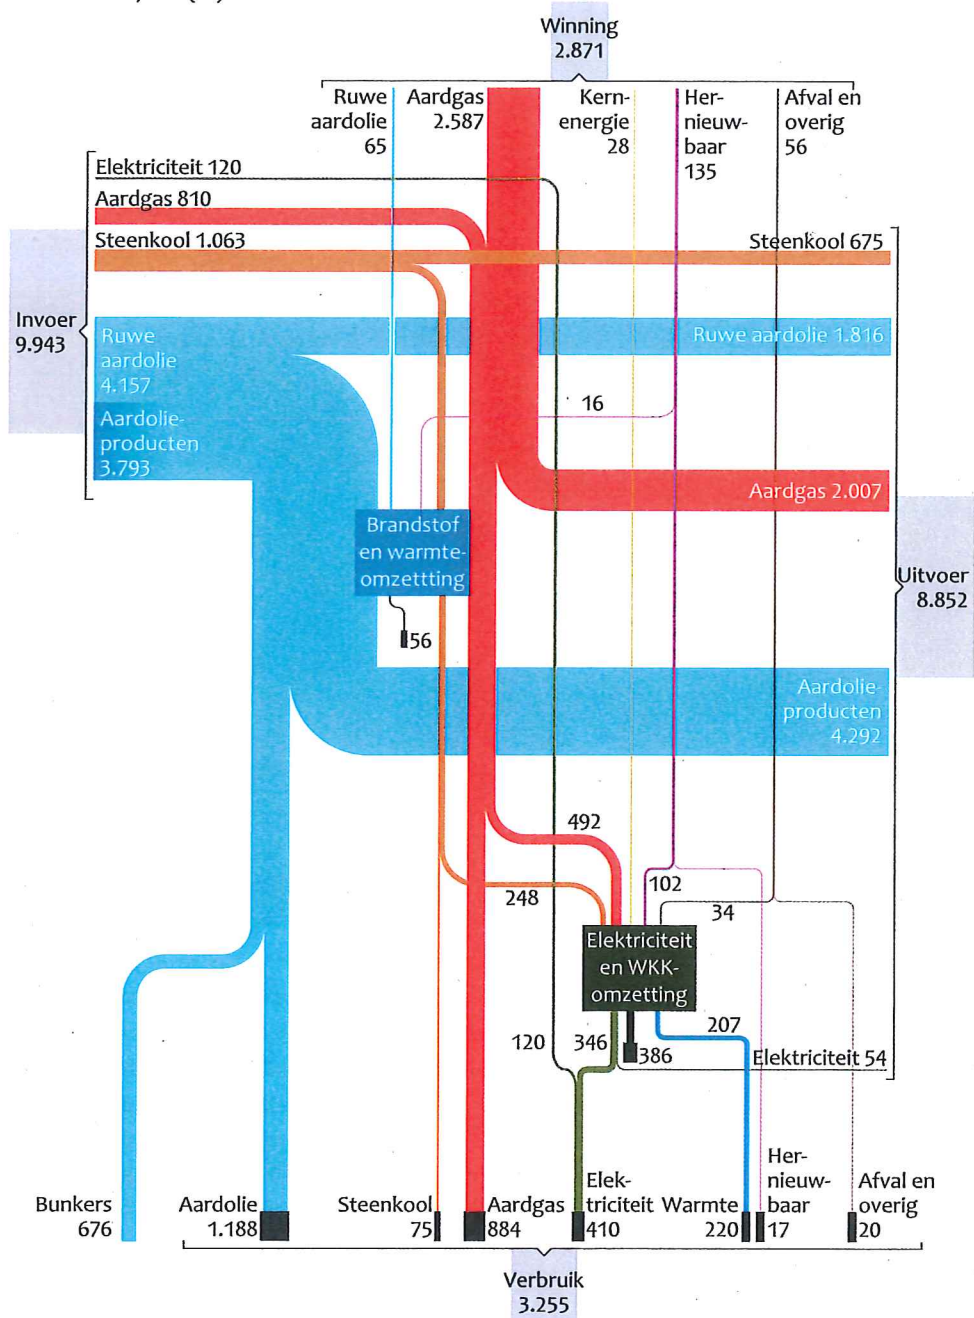 Winning
2.871
Ruwe
aardolie
65
Aardgas
2.587
Kern-
energie
28
Her-
nieuw-
baar
135
Afval en
overig
56
Elektriciteit 120
Aardgas 810
Steenkool 1.063
Steenkool 675
Invoer
9.943
Ruwe
aardolie
4.157
Ruwe aardolie 1.816
16
Aardolie-
producten
3.793
Aardgas 2.007
Brandstof
en warmte-
omzettting
Uitvoer
8.852
56
Aardolie-
producten
4.292
492
102
248
34
Elektriciteit
en WKK-
omzetting
207
120
346
386
Elektriciteit 54
Bunkers
676
Aardolie
1.188
Steenkool
75
Aardgas
884
Elek-
triciteit
410
Warmte
220
Her-
nieuw-
baar
17
Afval en
overig
20
Verbruik
3.255